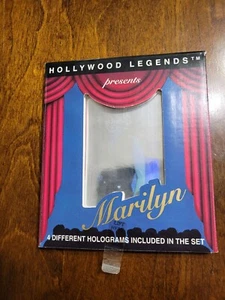 HOLLYWOOD LEGENDS™
presents
Marilyn
4 DIFFERENT HOLOGRAMS INCLUDED IN THE SET